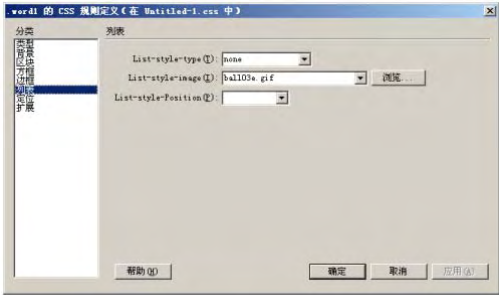 .word1 的 CSS 规则定义(在 Untitled-1.css 中)
分类
类型
背景
区块
方框
边框
列表
定位
扩展
列表
List-style-type(T): none
List-style-image(I): ball03e.gif 浏览...
List-style-Position(P):
帮助(H) 确定 取消 应用(A)